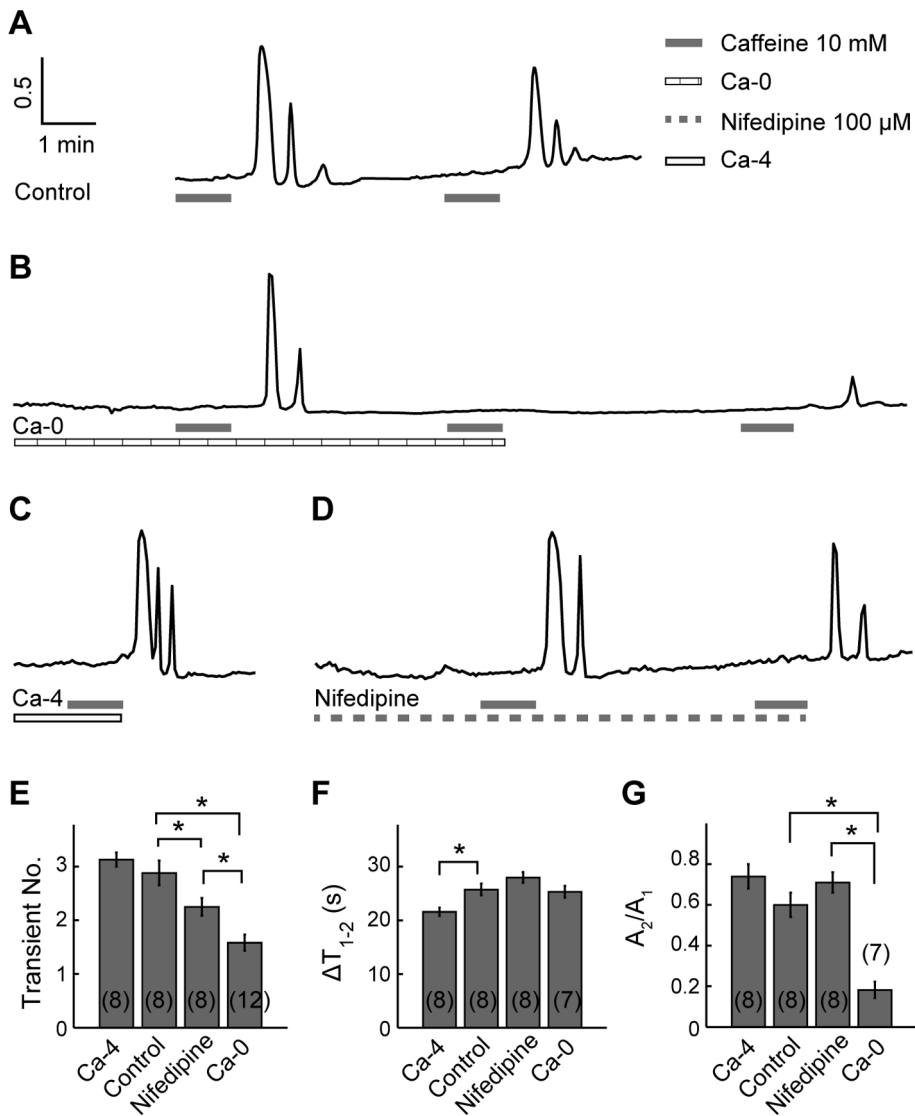 A
0.5
1 min
Control
Caffeine 10 mM
Ca-0
Nifedipine 100 µM
Ca-4
B
Ca-0
C
Ca-4
D
Nifedipine
E
Transient No.
3
2
1
0
* * *
(8) (8) (8) (12)
Ca-4 Control Nifedipine Ca-0
F
ΔT1-2 (s)
30
20
10
0
*
(8) (8) (8) (7)
Ca-4 Control Nifedipine Ca-0
G
A2/A1
0.8
0.6
0.4
0.2
0
* *
(8) (8) (8) (7)
Ca-4 Control Nifedipine Ca-0